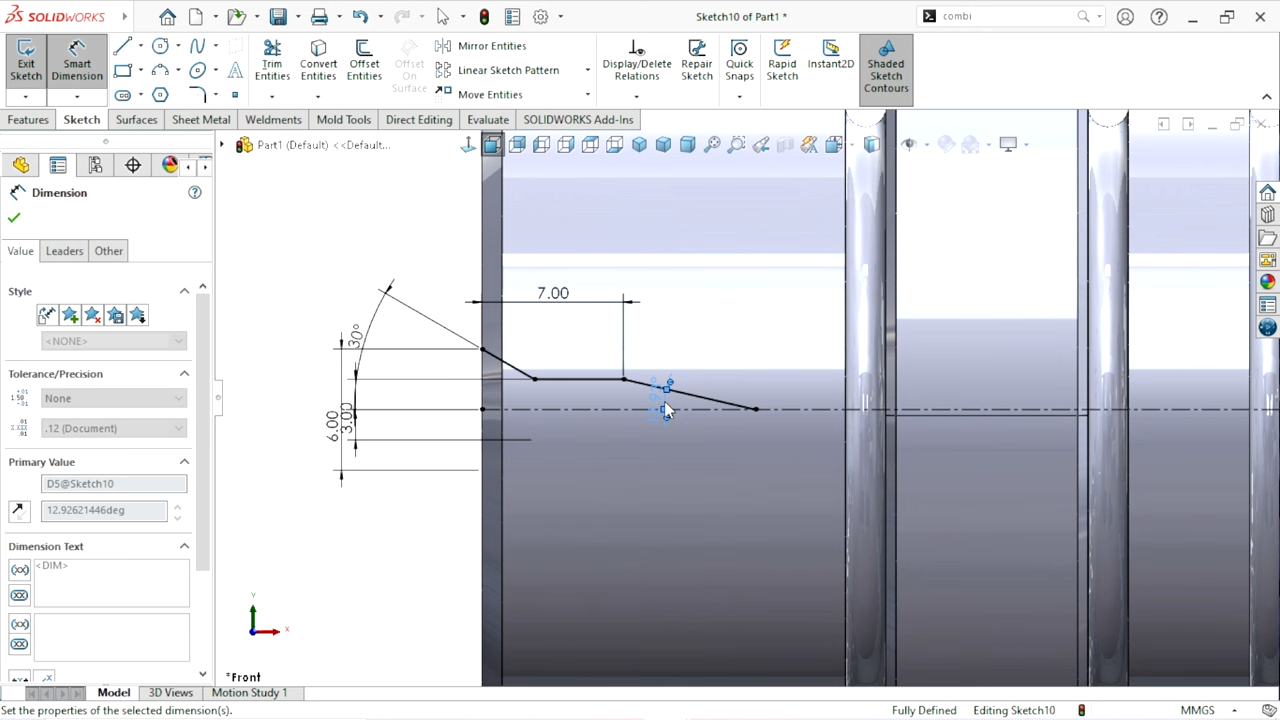 SOLIDWORKS
Sketch10 of Part1 *
combi
Exit Sketch
Smart Dimension
Trim Entities
Convert Entities
Offset Entities
Offset On Surface
Mirror Entities
Linear Sketch Pattern
Move Entities
Display/Delete Relations
Repair Sketch
Quick Snaps
Rapid Sketch
Instant2D
Shaded Sketch Contours
Features
Sketch
Surfaces
Sheet Metal
Weldments
Mold Tools
Direct Editing
Evaluate
SOLIDWORKS Add-Ins
Part1 (Default) <<Default...
Dimension
Value
Leaders
Other
Style
<NONE>
Tolerance/Precision
None
.12 (Document)
Primary Value
D5@Sketch10
12.92621446deg
Dimension Text
<DIM>
7.00
30°
6.00
3.00
Y
X
*Front
Model
3D Views
Motion Study 1
Set the properties of the selected dimension(s).
Fully Defined
Editing Sketch10
MMGS